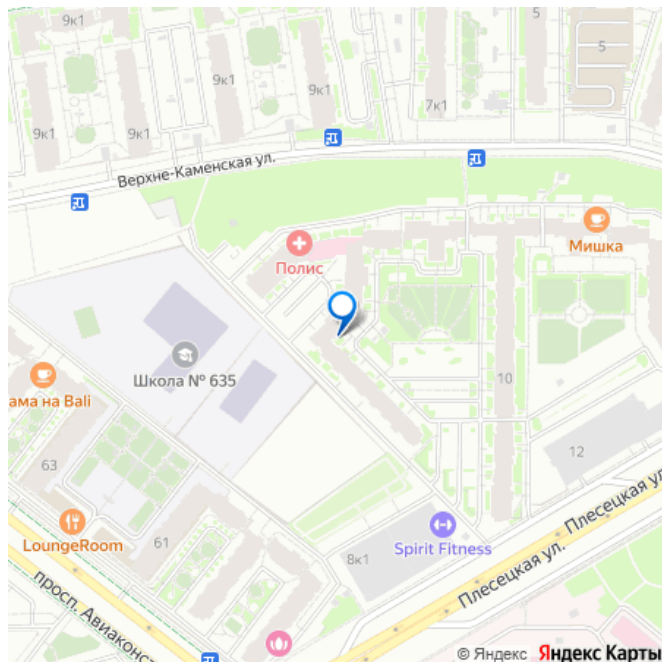 9к1
9к1
9к1
9к1
9к1
5
5
7к1
Верхне-Каменская ул.
Полис
Мишка
Школа № 635
ама на Bali
63
10
12
LoungeRoom
61
8к1
Spirit Fitness
Плесецкая ул.
Плесецкая ул
просп. Авиаконс
© Яндекс Яндекс Карты